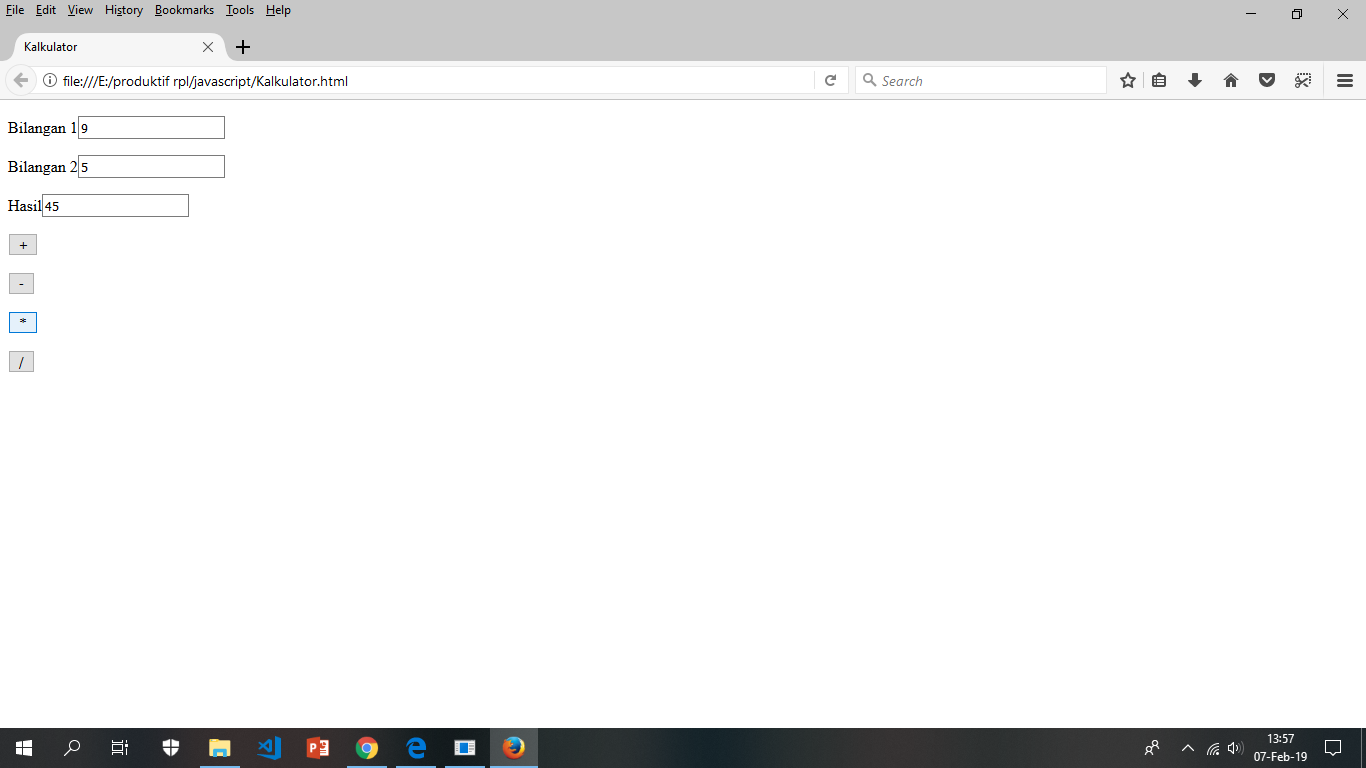 File Edit View History Bookmarks Tools Help
Kalkulator
file:///E:/produktif rpl/javascript/Kalkulator.html
Search
Bilangan 1 9
Bilangan 2 5
Hasil 45
+
-
*
/
13:57
07-Feb-19